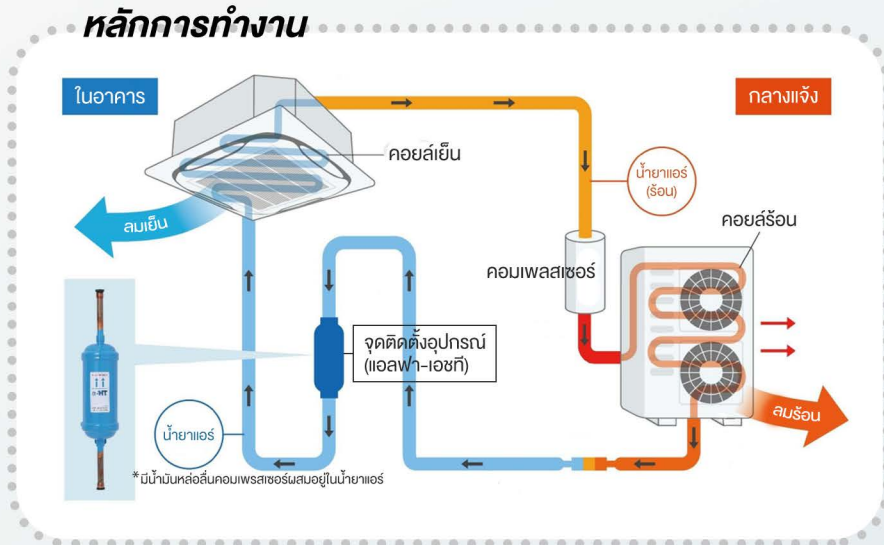 หลักการทำงาน
ในอาคาร
กลางแจ้ง
คอยล์เย็น
น้ำยาแอร์
(ร้อน)
คอยล์ร้อน
ลมเย็น
คอมเพลสเซอร์
จุดติดตั้งอุปกรณ์
(แอลฟา-เอชที)
α-HT
ลมร้อน
น้ำยาแอร์
*มีน้ำมันหล่อลื่นคอมเพรสเซอร์ผสมอยู่ในน้ำยาแอร์